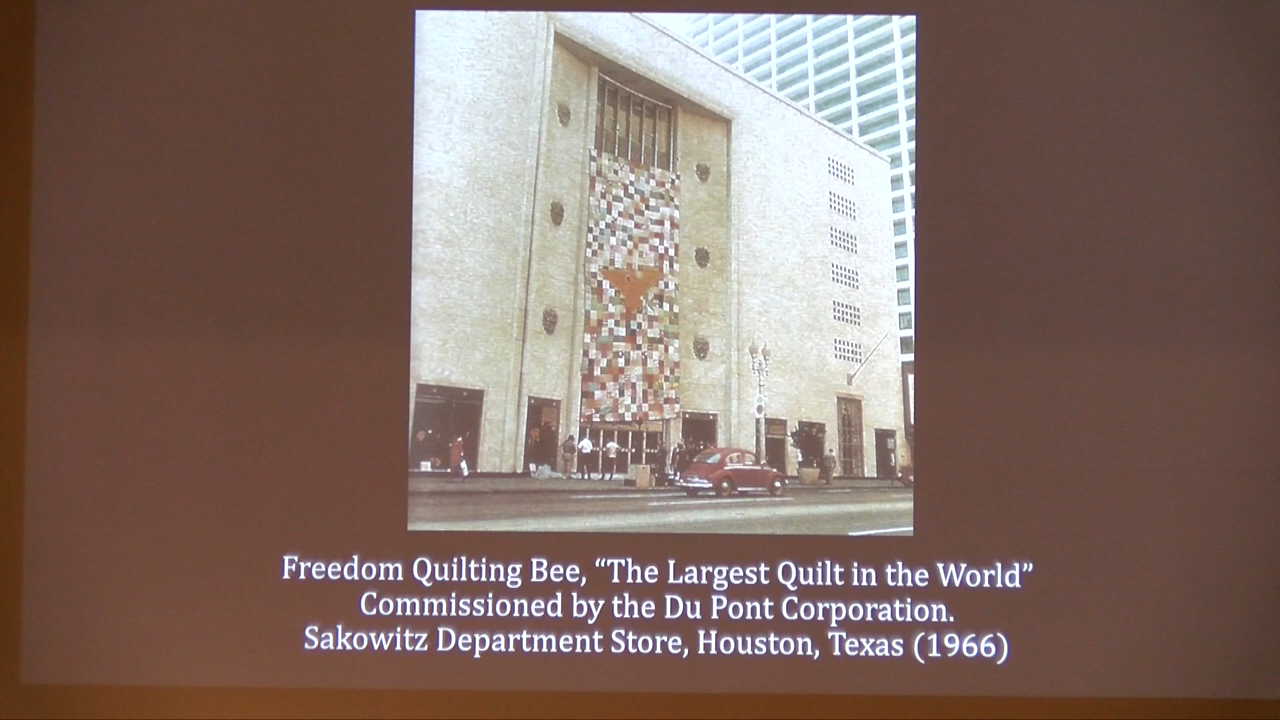 Freedom Quilting Bee, “The Largest Quilt in the World”
Commissioned by the Du Pont Corporation.
Sakowitz Department Store, Houston, Texas (1966)